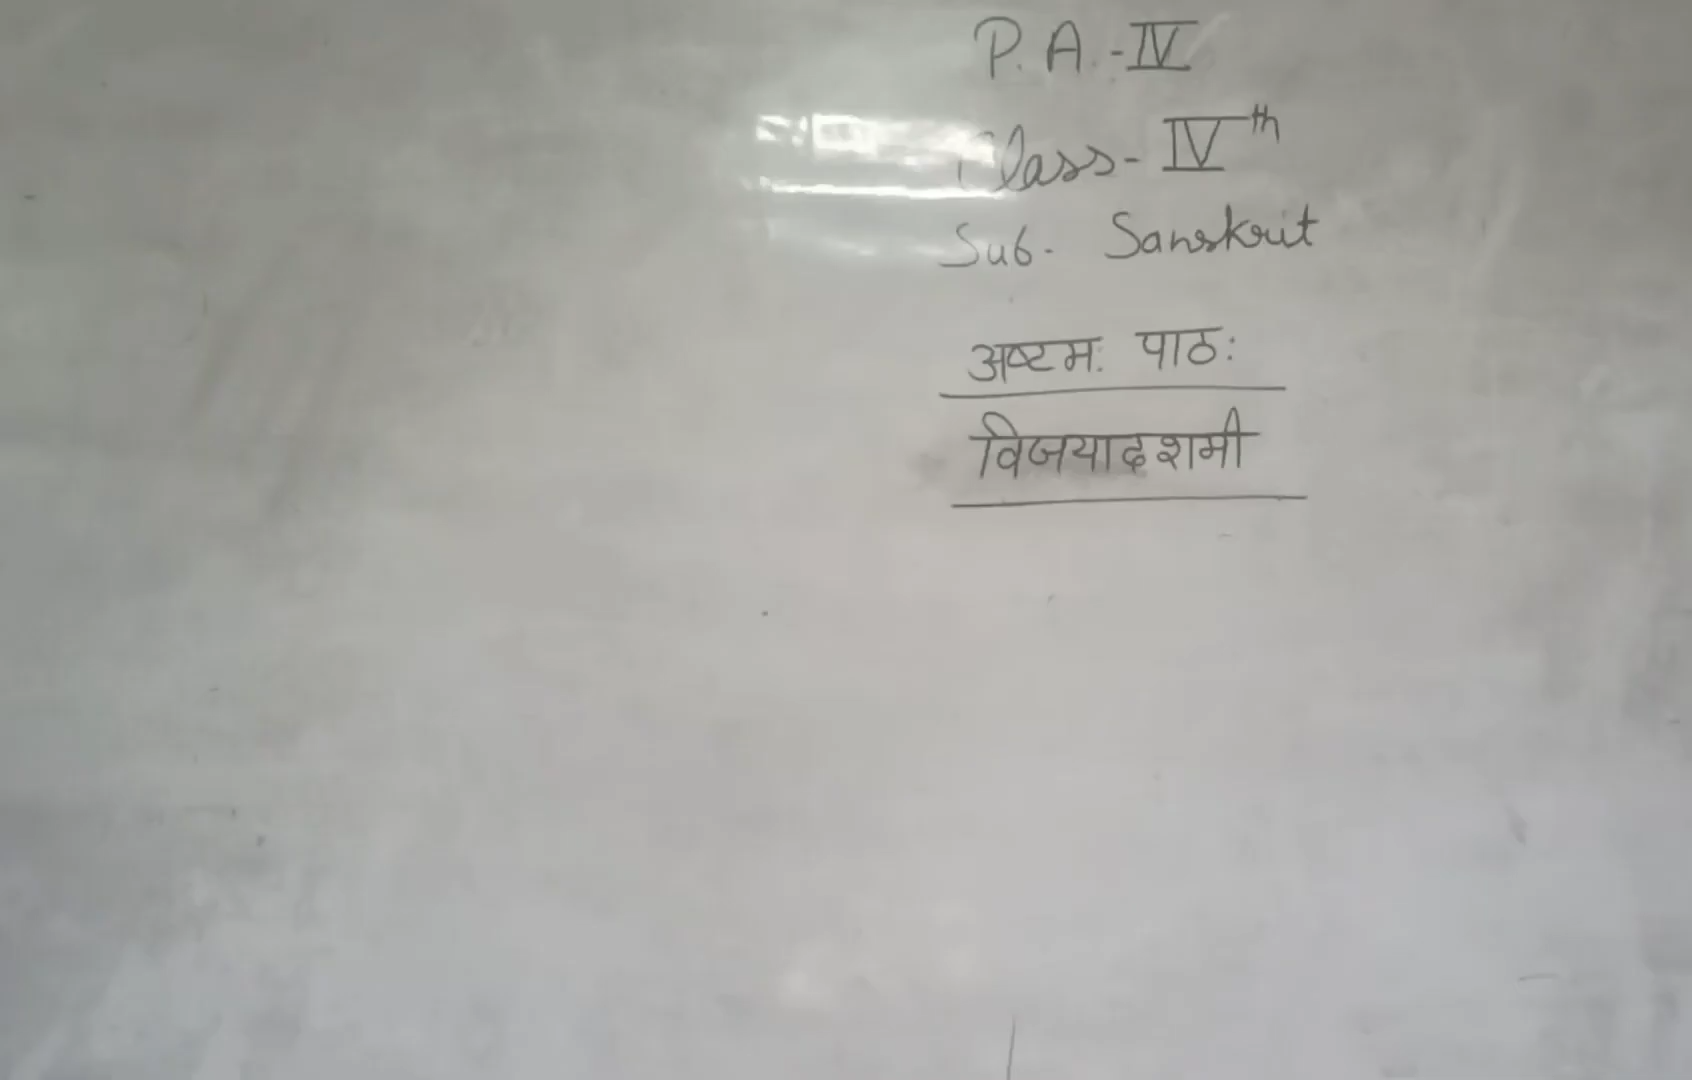 P. A. - IV
Class - IVth
Sub. Sanskrit
अष्टमः पाठः
विजयादशमी